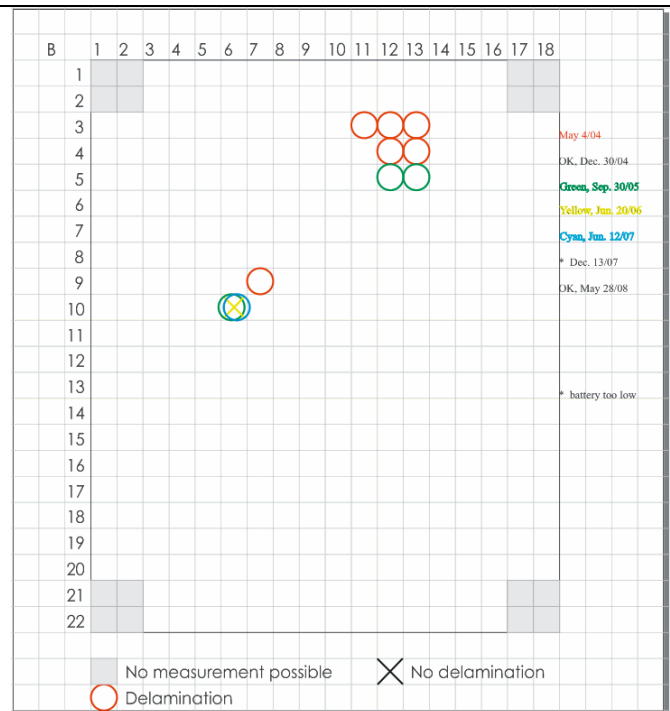 B 1 2 3 4 5 6 7 8 9 10 11 12 13 14 15 16 17 18
1
2
3
May 4/04
4
OK, Dec. 30/04
5
Green, Sep. 30/05
6
Yellow, Jun. 20/06
7
Cyan, Jun. 12/07
8
* Dec. 13/07
9
OK, May 28/08
10
11
12
13
* battery too low
14
15
16
17
18
19
20
21
22
No measurement possible
No delamination
Delamination